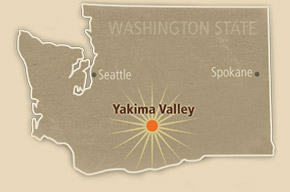 WASHINGTON STATE
Seattle
Spokane
Yakima Valley